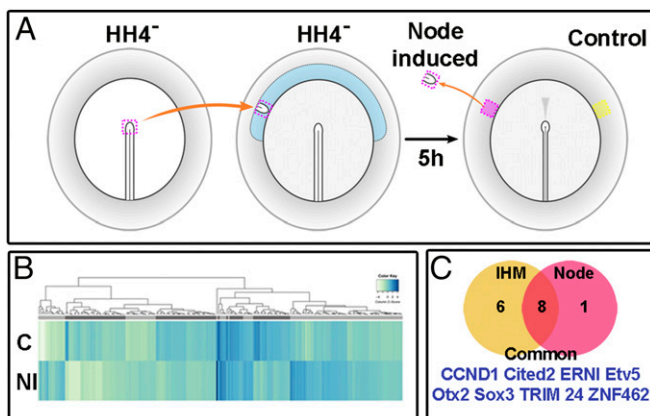 A
HH4⁻
HH4⁻
Node
induced
Control
5h
B
Color Key
C
NI
C
IHM
Node
6
8
1
Common
CCND1 Cited2 ERNI Etv5
Otx2 Sox3 TRIM 24 ZNF462